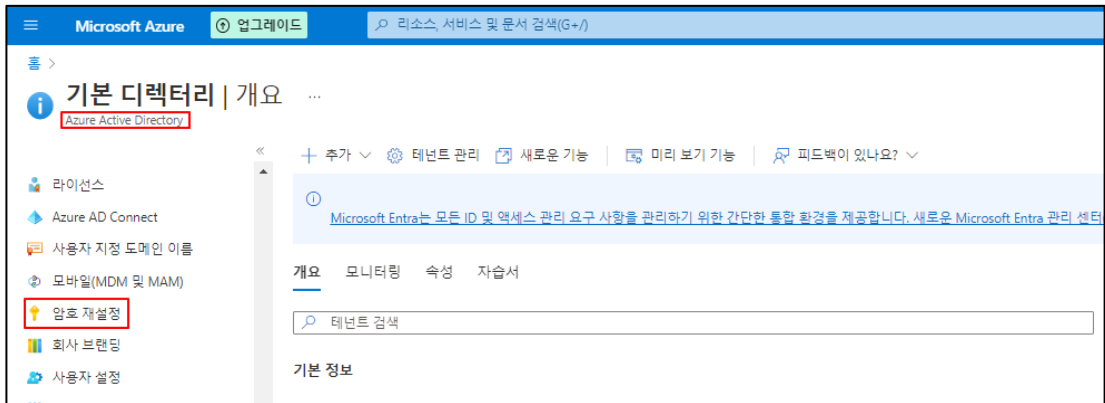 Microsoft Azure 업그레이드 리소스, 서비스 및 문서 검색(G+/)
홈 >
기본 디렉터리 | 개요 ...
Azure Active Directory
추가 테넌트 관리 새로운 기능 미리 보기 기능 피드백이 있나요?
라이선스
Azure AD Connect
사용자 지정 도메인 이름
모바일(MDM 및 MAM)
암호 재설정
회사 브랜딩
사용자 설정
Microsoft Entra는 모든 ID 및 액세스 관리 요구 사항을 관리하기 위한 간단한 통합 환경을 제공합니다. 새로운 Microsoft Entra 관리 센터
개요 모니터링 속성 자습서
테넌트 검색
기본 정보